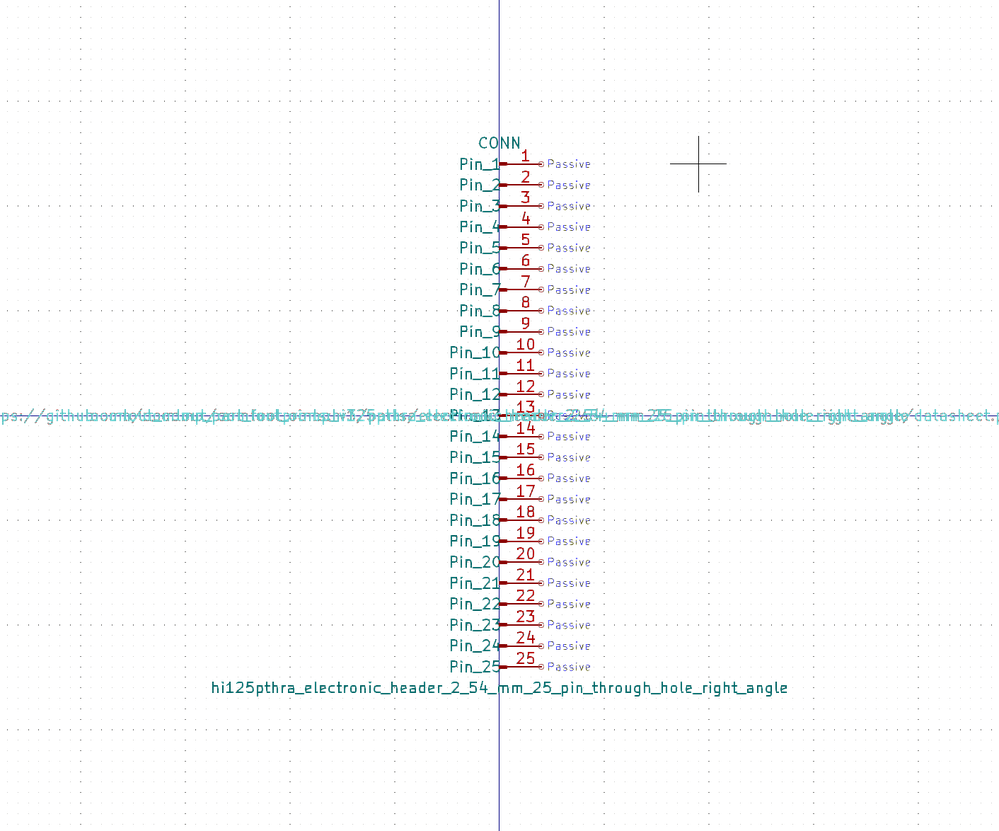 CONN
Pin_1 1 Passive
Pin_2 2 Passive
Pin_3 3 Passive
Pin_4 4 Passive
Pin_5 5 Passive
Pin_6 6 Passive
Pin_7 7 Passive
Pin_8 8 Passive
Pin_9 9 Passive
Pin_10 10 Passive
Pin_11 11 Passive
Pin_12 12 Passive
Pin_13 13
Pin_14 14 Passive
Pin_15 15 Passive
Pin_16 16 Passive
Pin_17 17 Passive
Pin_18 18 Passive
Pin_19 19 Passive
Pin_20 20 Passive
Pin_21 21 Passive
Pin_22 22 Passive
Pin_23 23 Passive
Pin_24 24 Passive
Pin_25 25 Passive
hi125pthra_electronic_header_2_54_mm_25_pin_through_hole_right_angle